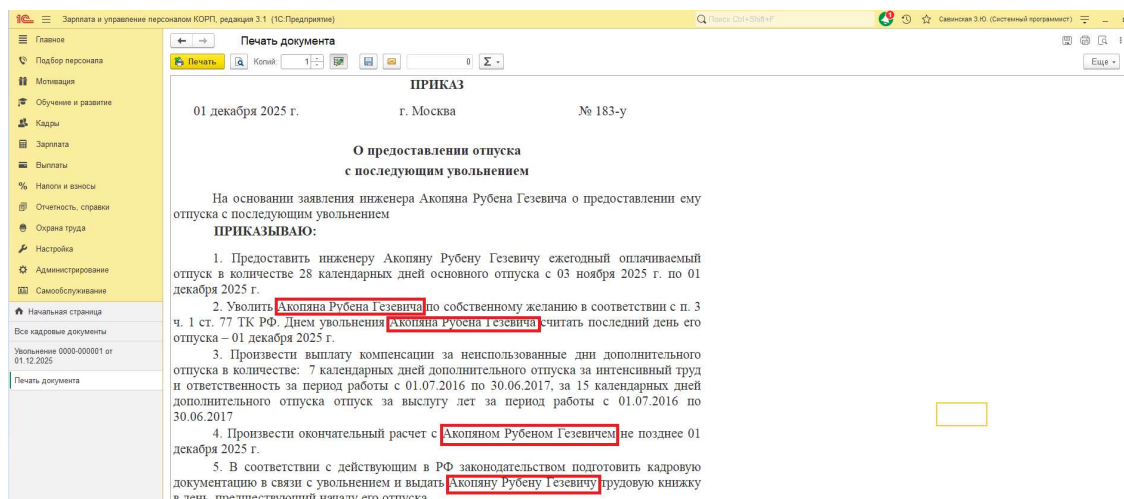 1С Зарплата и управление персоналом КОРП, редакция 3.1 (1С:Предприятие) Поиск Ctrl+Shift+F Савинская З.Ю. (Системный программист)
Главное
Подбор персонала
Мотивация
Обучение и развитие
Кадры
Зарплата
Выплаты
% Налоги и взносы
Отчетность, справки
Охрана труда
Настройка
Администрирование
Самообслуживание
Начальная страница
Все кадровые документы
Увольнение 0000-000001 от
01.12.2025
Печать документа
← → Печать документа
Печать Копий: 1 0 Σ Еще
ПРИКАЗ
01 декабря 2025 г. г. Москва № 183-у
О предоставлении отпуска
с последующим увольнением
На основании заявления инженера Акопяна Рубена Гезевича о предоставлении ему
отпуска с последующим увольнением
ПРИКАЗЫВАЮ:
1. Предоставить инженеру Акопяну Рубену Гезевичу ежегодный оплачиваемый
отпуск в количестве 28 календарных дней основного отпуска с 03 ноября 2025 г. по 01
декабря 2025 г.
2. Уволить Акопяна Рубена Гезевича по собственному желанию в соответствии с п. 3
ч. 1 ст. 77 ТК РФ. Днем увольнения Акопяна Рубена Гезевича считать последний день его
отпуска – 01 декабря 2025 г.
3. Произвести выплату компенсации за неиспользованные дни дополнительного
отпуска в количестве: 7 календарных дней дополнительного отпуска за интенсивный труд
и ответственность за период работы с 01.07.2016 по 30.06.2017, за 15 календарных дней
дополнительного отпуска отпуск за выслугу лет за период работы с 01.07.2016 по
30.06.2017
4. Произвести окончательный расчет с Акопяном Рубеном Гезевичем не позднее 01
декабря 2025 г.
5. В соответствии с действующим в РФ законодательством подготовить кадровую
документацию в связи с увольнением и выдать Акопяну Рубену Гезевичу трудовую книжку
в день, предшествующий началу его отпуска.